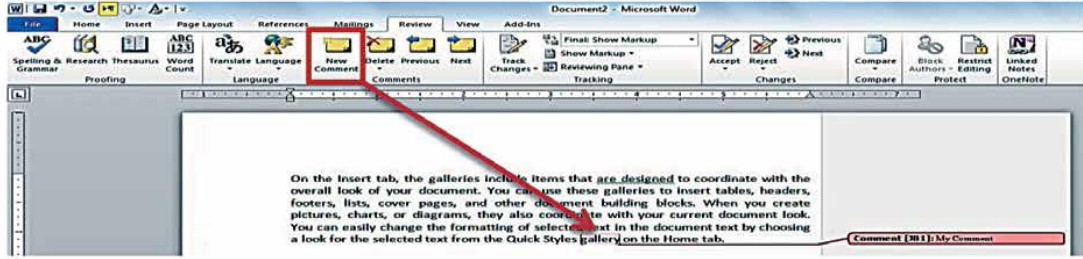 Document2 - Microsoft Word
File Home Insert Page Layout References Mailings Review View Add-Ins
ABC Spelling & Grammar Research Thesaurus ABC 123 Word Count Translate Language New Comment Delete Previous Next Track Changes Final: Show Markup Show Markup Reviewing Pane Accept Reject Previous Next Compare Block Authors Restrict Editing Linked Notes
Proofing Language Comments Tracking Changes Compare Protect OneNote
On the Insert tab, the galleries include items that are designed to coordinate with the
overall look of your document. You can use these galleries to insert tables, headers,
footers, lists, cover pages, and other document building blocks. When you create
pictures, charts, or diagrams, they also coordinate with your current document look.
You can easily change the formatting of selected text in the document text by choosing
a look for the selected text from the Quick Styles gallery on the Home tab.
Comment [JB1]: My Comment